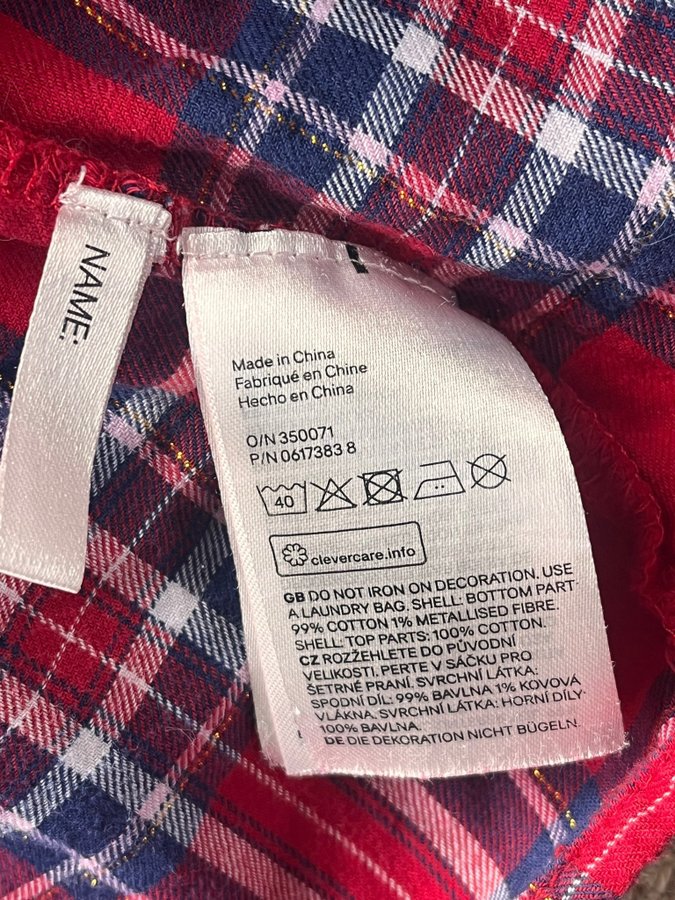 NAME:
Made in China
Fabriqué en Chine
Hecho en China
O/N 350071
P/N 0617383 8
40
clevercare.info
GB DO NOT IRON ON DECORATION. USE
A LAUNDRY BAG. SHELL: BOTTOM PART-
99% COTTON 1% METALLISED FIBRE.
SHELL: TOP PARTS: 100% COTTON.
CZ ROZŽEHLETE DO PŮVODNÍ
VELIKOSTI. PERTE V SÁČKU PRO
ŠETRNÉ PRANÍ. SVRCHNÍ LÁTKA:
SPODNÍ DÍL: 99% BAVLNA 1% KOVOVÁ
VLÁKNA. SVRCHNÍ LÁTKA: HORNÍ DÍLY:
100% BAVLNA.
DE DIE DEKORATION NICHT BÜGELN.